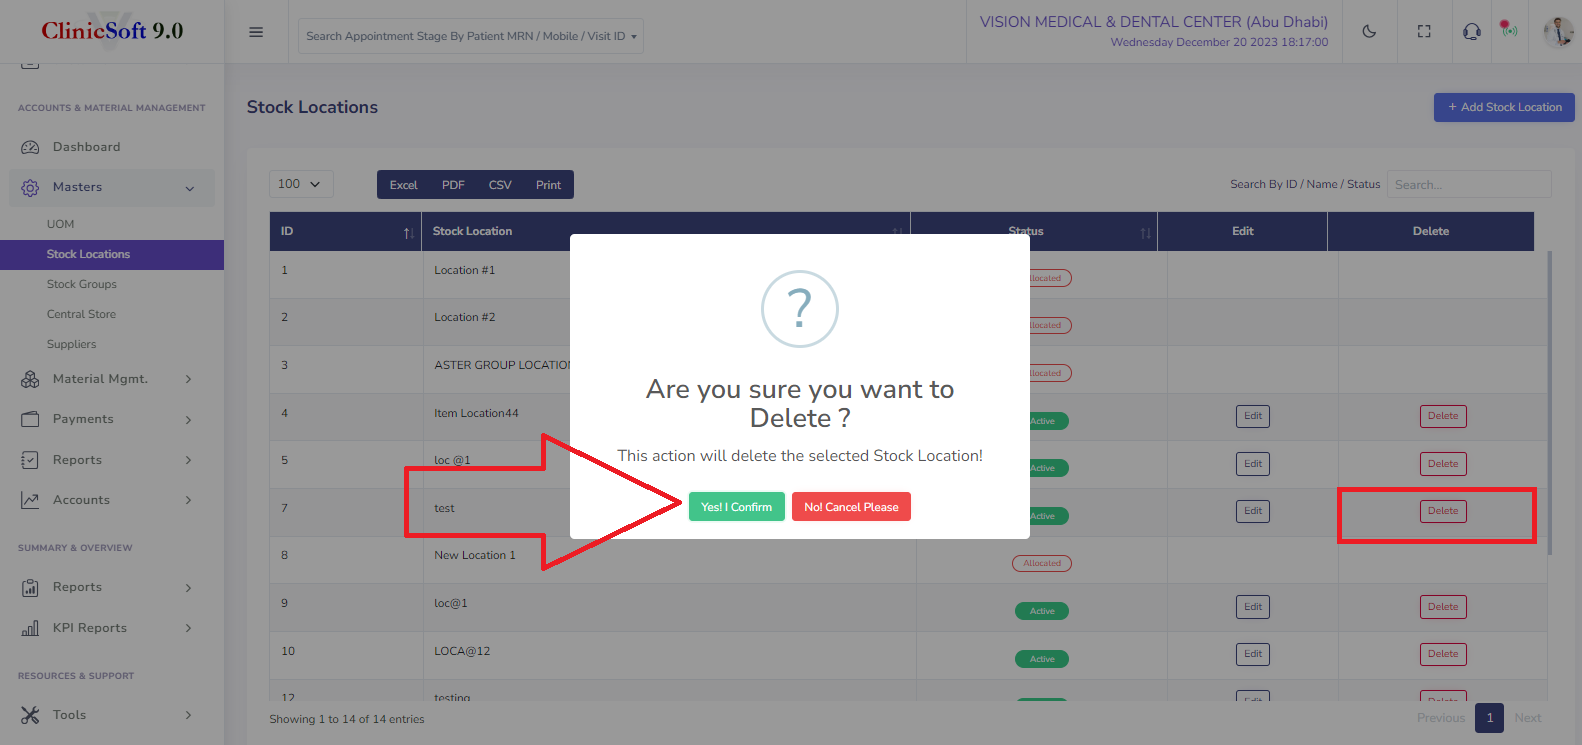 ClinicSoft 9.0
Search Appointment Stage By Patient MRN / Mobile / Visit ID
VISION MEDICAL & DENTAL CENTER (Abu Dhabi)
Wednesday December 20 2023 18:17:00
ACCOUNTS & MATERIAL MANAGEMENT
Dashboard
Masters
UOM
Stock Locations
Stock Groups
Central Store
Suppliers
Material Mgmt.
Payments
Reports
Accounts
SUMMARY & OVERVIEW
Reports
KPI Reports
RESOURCES & SUPPORT
Tools
Stock Locations
+ Add Stock Location
100
Excel PDF CSV Print
Search By ID / Name / Status
Search...
ID Stock Location Status Edit Delete
1 Location #1 Allocated
2 Location #2 Allocated
3 ASTER GROUP LOCATION Allocated
4 Item Location44 Active Edit Delete
5 loc @1 Active Edit Delete
7 test Active Edit Delete
8 New Location 1 Allocated
9 loc@1 Active Edit Delete
10 LOCA@12 Active Edit Delete
12 testing Edit Delete
Showing 1 to 14 of 14 entries
Previous 1 Next
?
Are you sure you want to
Delete ?
This action will delete the selected Stock Location!
Yes! I Confirm No! Cancel Please